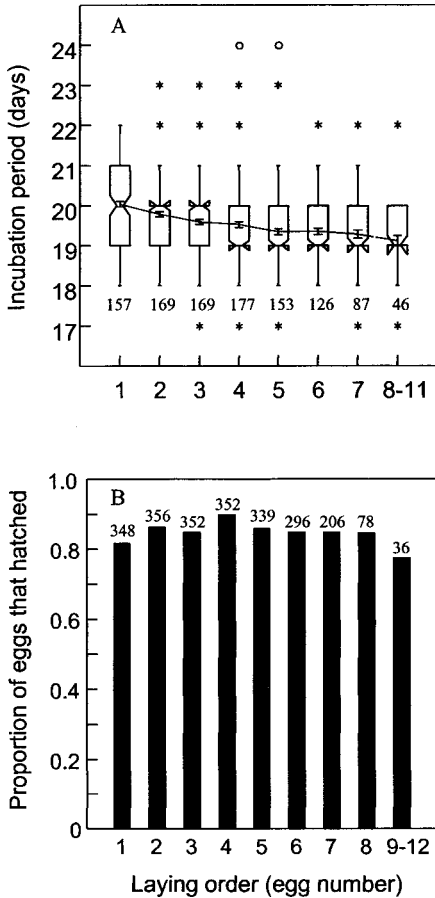 A
Incubation period (days)
24
23
22
21
20
19
18
17
157 169 169 177 153 126 87 46
1 2 3 4 5 6 7 8-11
B
Proportion of eggs that hatched
1.0
0.8
0.6
0.4
0.2
0
348 356 352 352 339 296 206 78 36
1 2 3 4 5 6 7 8 9-12
Laying order (egg number)